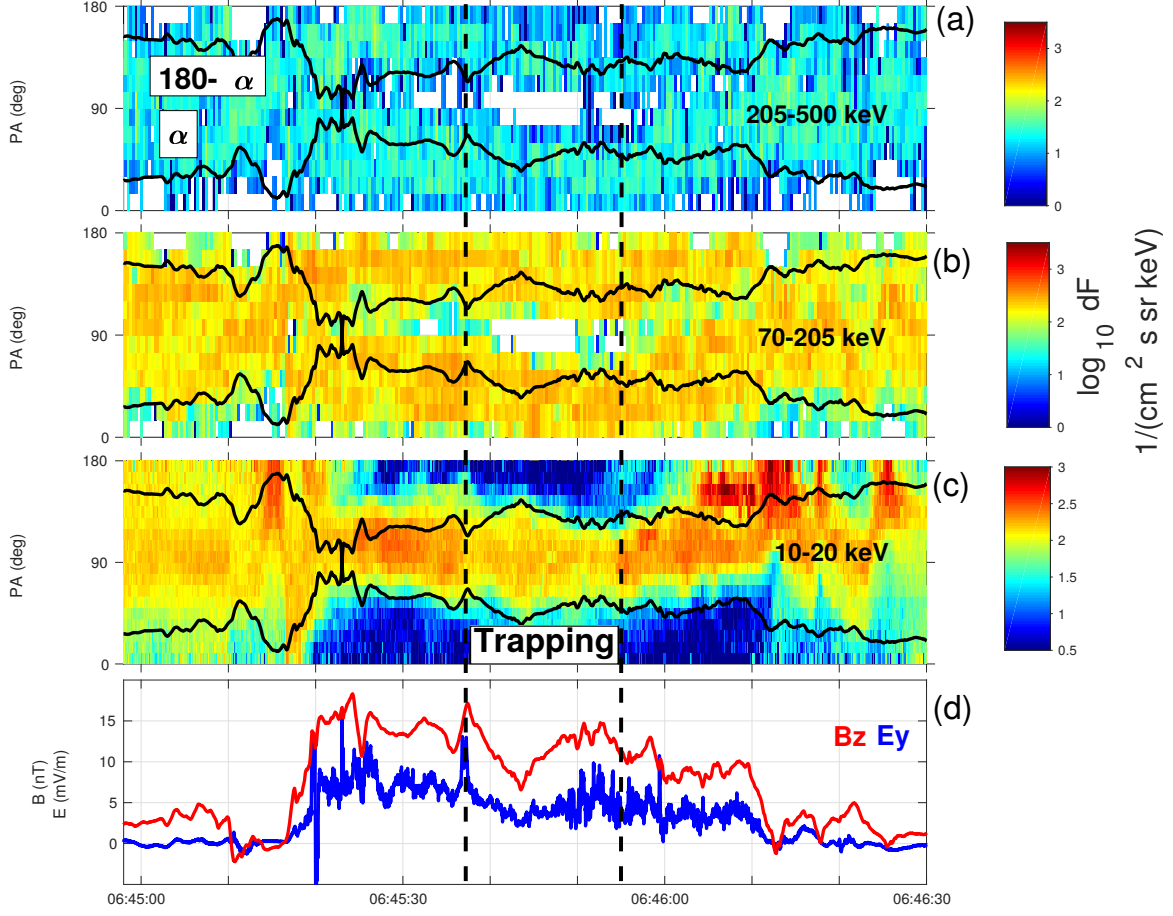 180
90
0
PA (deg)
180- α
α
205-500 keV
(a)
3
2
1
0
180
90
0
PA (deg)
70-205 keV
(b)
3
2
1
0
log 10 dF
1/(cm 2 s sr keV)
180
90
0
PA (deg)
10-20 keV
(c)
Trapping
3
2.5
2
1.5
1
0.5
15
10
5
0
B (nT)
E (mV/m)
Bz Ey
(d)
06:45:00 06:45:30 06:46:00 06:46:30